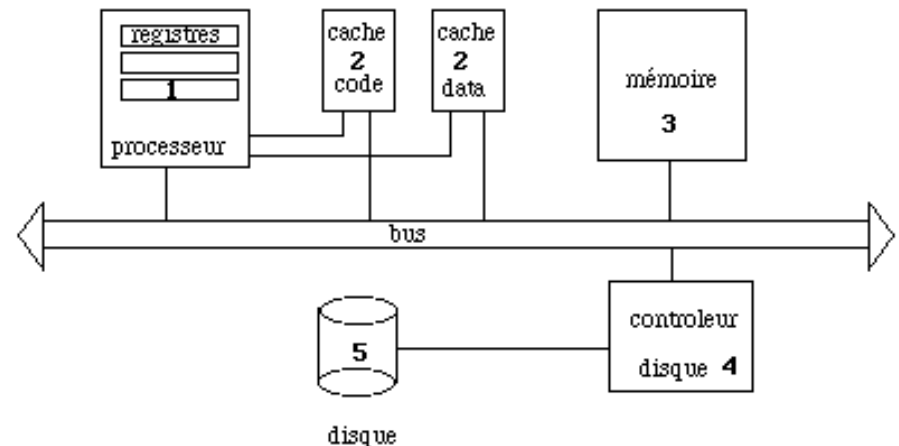 registres
1
processeur
cache
2
code
cache
2
data
mémoire
3
bus
controleur
disque 4
5
disque